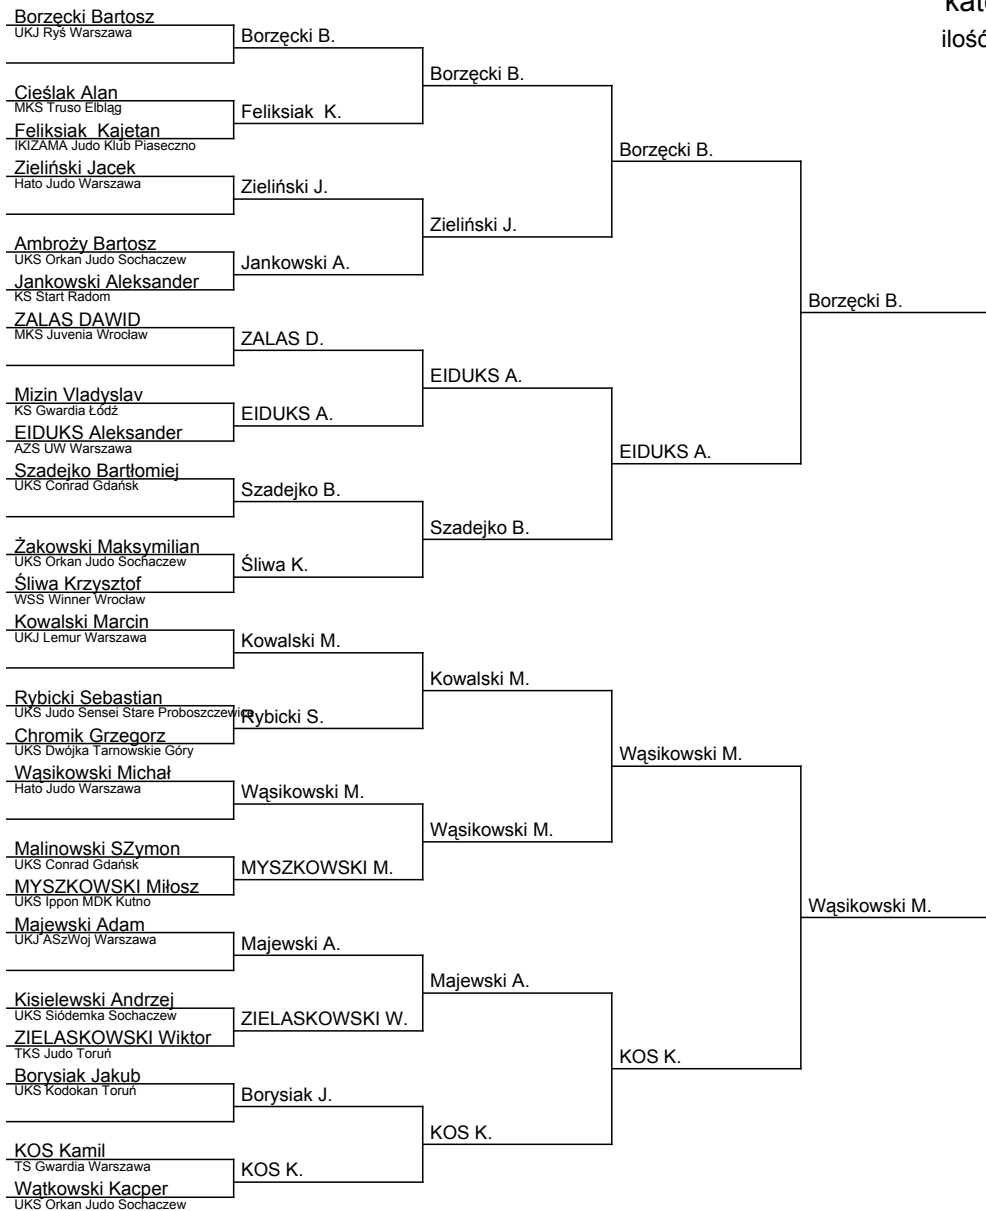 kat
ilość
Borzęcki Bartosz
UKJ Ryś Warszawa
Cieślak Alan
MKS Truso Elbląg
Feliksiak Kajetan
IKIZAMA Judo Klub Piaseczno
Zieliński Jacek
Hato Judo Warszawa
Ambroży Bartosz
UKS Orkan Judo Sochaczew
Jankowski Aleksander
KS Start Radom
ZALAS DAWID
MKS Juvenia Wrocław
Mizin Vladyslav
KS Gwardia Łódź
EIDUKS Aleksander
AZS UW Warszawa
Szadejko Bartłomiej
UKS Conrad Gdańsk
Żakowski Maksymilian
UKS Orkan Judo Sochaczew
Śliwa Krzysztof
WSS Winner Wrocław
Kowalski Marcin
UKJ Lemur Warszawa
Rybicki Sebastian
UKS Judo Sensei Stare Proboszczewice
Chromik Grzegorz
UKS Dwójka Tarnowskie Góry
Wąsikowski Michał
Hato Judo Warszawa
Malinowski SZymon
UKS Conrad Gdańsk
MYSZKOWSKI Miłosz
UKS Ippon MDK Kutno
Majewski Adam
UKJ ASzWoj Warszawa
Kisielewski Andrzej
UKS Siódemka Sochaczew
ZIELASKOWSKI Wiktor
TKS Judo Toruń
Borysiak Jakub
UKS Kodokan Toruń
KOS Kamil
TS Gwardia Warszawa
Wątkowski Kacper
UKS Orkan Judo Sochaczew
Borzęcki B.
Feliksiak K.
Zieliński J.
Jankowski A.
ZALAS D.
EIDUKS A.
Szadejko B.
Śliwa K.
Kowalski M.
Rybicki S.
Wąsikowski M.
MYSZKOWSKI M.
Majewski A.
ZIELASKOWSKI W.
Borysiak J.
KOS K.
Borzęcki B.
Zieliński J.
EIDUKS A.
Szadejko B.
Kowalski M.
Wąsikowski M.
Majewski A.
KOS K.
Borzęcki B.
EIDUKS A.
Wąsikowski M.
KOS K.
Borzęcki B.
Wąsikowski M.